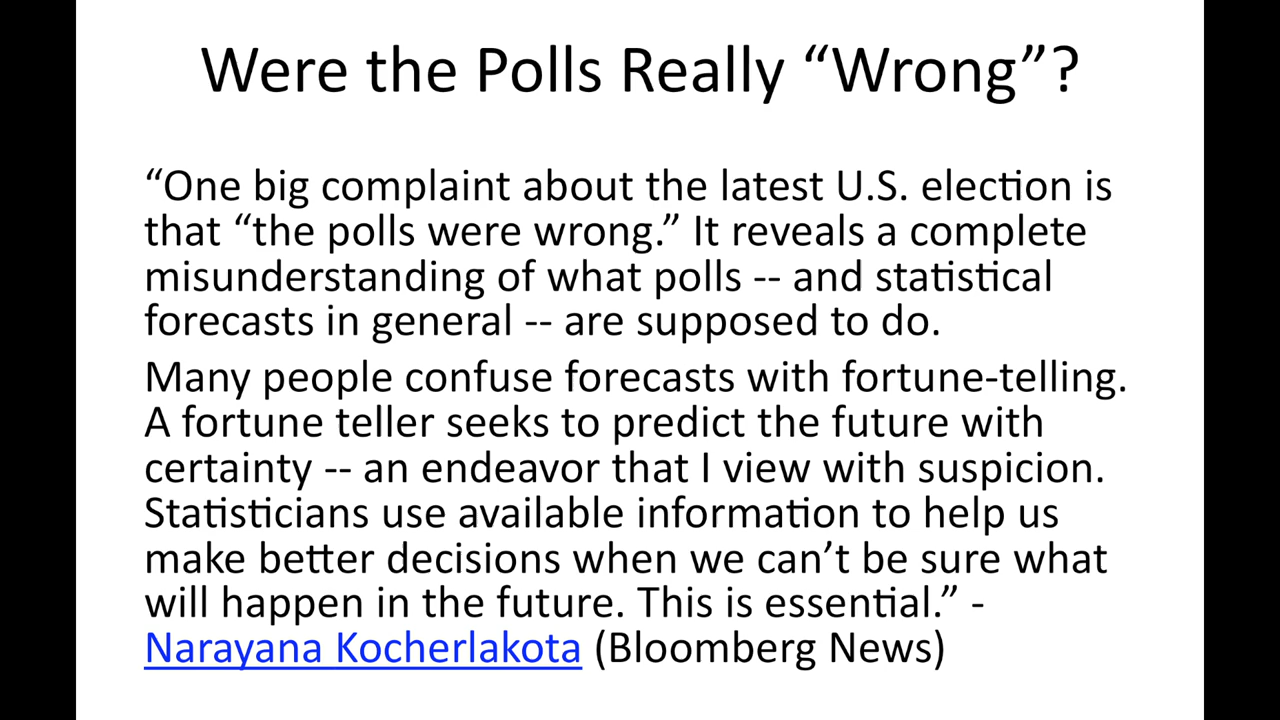 Were the Polls Really “Wrong”?
“One big complaint about the latest U.S. election is
that “the polls were wrong.” It reveals a complete
misunderstanding of what polls -- and statistical
forecasts in general -- are supposed to do.
Many people confuse forecasts with fortune-telling.
A fortune teller seeks to predict the future with
certainty -- an endeavor that I view with suspicion.
Statisticians use available information to help us
make better decisions when we can’t be sure what
will happen in the future. This is essential.” -
Narayana Kocherlakota (Bloomberg News)